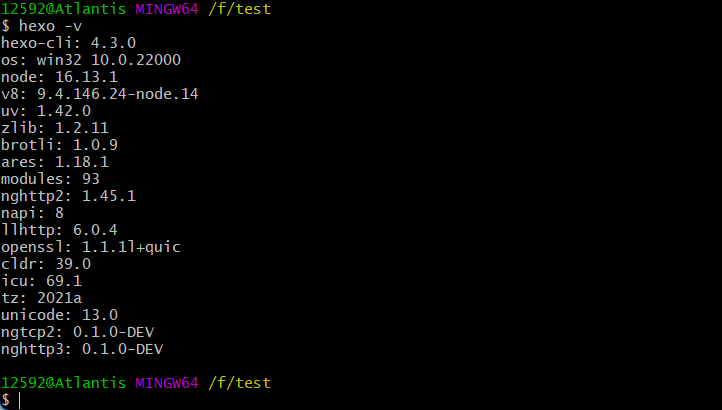 12592@Atlantis MINGW64 /f/test
$ hexo -v
hexo-cli: 4.3.0
os: win32 10.0.22000
node: 16.13.1
v8: 9.4.146.24-node.14
uv: 1.42.0
zlib: 1.2.11
brotli: 1.0.9
ares: 1.18.1
modules: 93
nghttp2: 1.45.1
napi: 8
llhttp: 6.0.4
openssl: 1.1.1l+quic
cldr: 39.0
icu: 69.1
tz: 2021a
unicode: 13.0
ngtcp2: 0.1.0-DEV
nghttp3: 0.1.0-DEV
12592@Atlantis MINGW64 /f/test
$